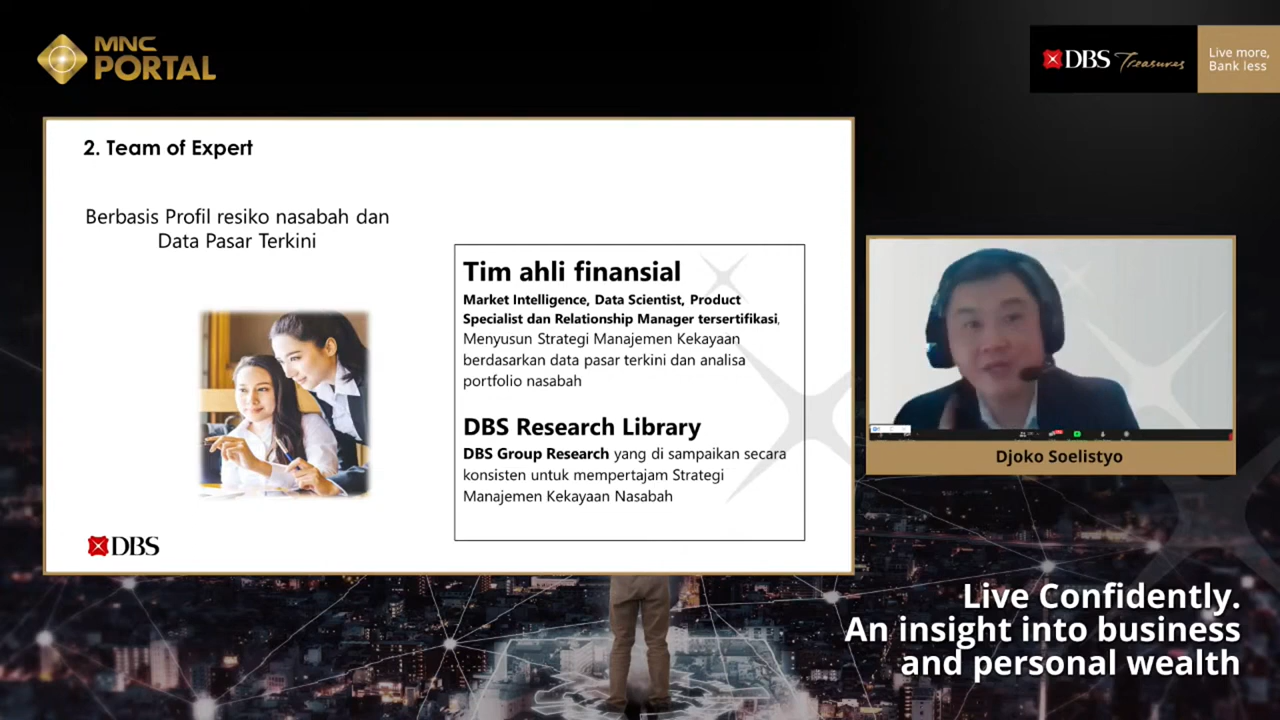 MNC
PORTAL
DBS Treasures
Live more,
Bank less
2. Team of Expert
Berbasis Profil resiko nasabah dan
Data Pasar Terkini
Tim ahli finansial
Market Intelligence, Data Scientist, Product
Specialist dan Relationship Manager tersertifikasi,
Menyusun Strategi Manajemen Kekayaan
berdasarkan data pasar terkini dan analisa
portfolio nasabah
DBS Research Library
DBS Group Research yang di sampaikan secara
konsisten untuk mempertajam Strategi
Manajemen Kekayaan Nasabah
DBS
Djoko Soelistyo
Live Confidently.
An insight into business
and personal wealth